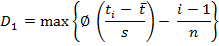 D₁ = max{Ø((tᵢ − t̄)/s) − (i − 1)/n}